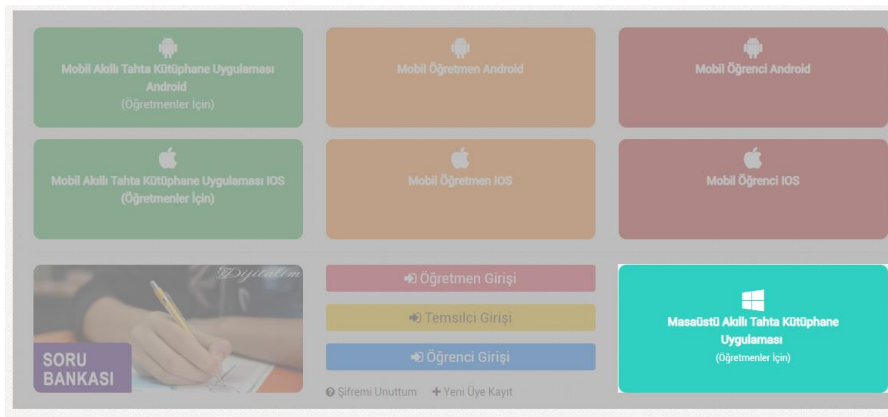 Mobil Akıllı Tahta Kütüphane Uygulaması
Android
(Öğretmenler İçin)
Mobil Öğretmen Android
Mobil Öğrenci Android
Mobil Akıllı Tahta Kütüphane Uygulaması IOS
(Öğretmenler İçin)
Mobil Öğretmen IOS
Mobil Öğrenci IOS
Dijitalem
SORU
BANKASI
Öğretmen Girişi
Temsilci Girişi
Öğrenci Girişi
Şifremi Unuttum
Yeni Üye Kayıt
Masaüstü Akıllı Tahta Kütüphane
Uygulaması
(Öğretmenler İçin)